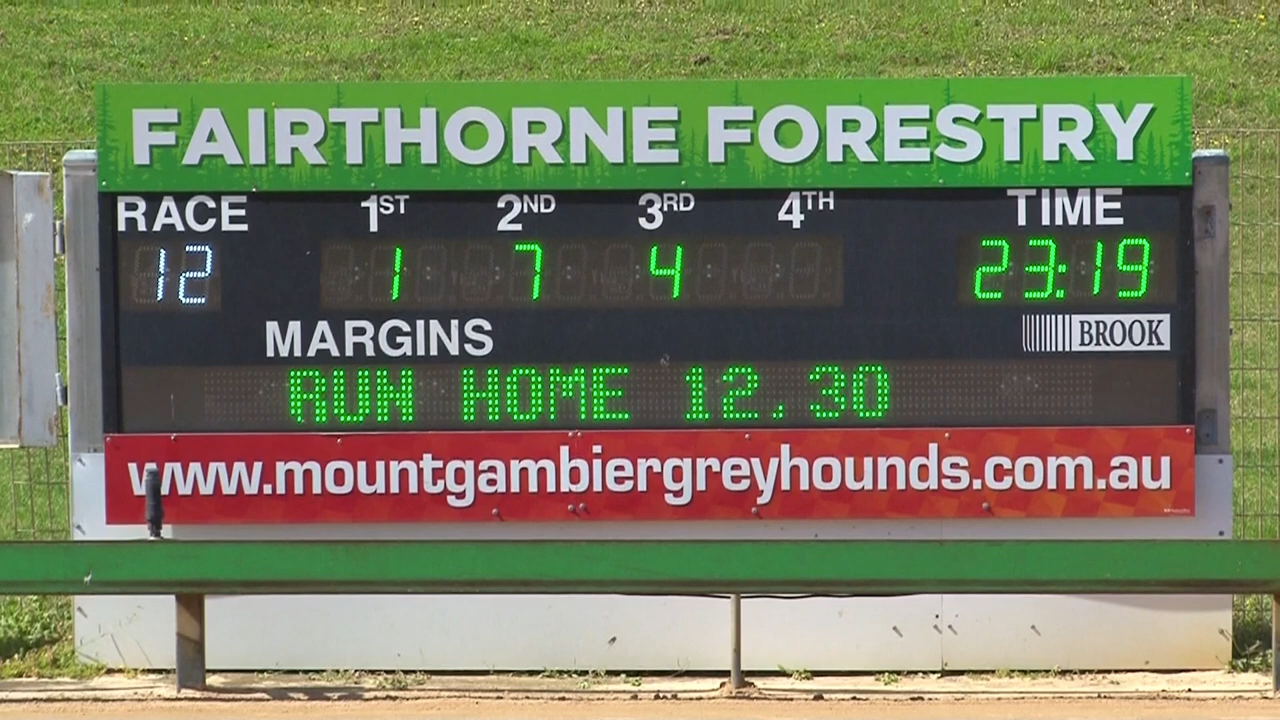 FAIRTHORNE FORESTRY
RACE 1ST 2ND 3RD 4TH TIME
12 1 7 4 23:19
MARGINS BROOK
RUN HOME 12.30
www.mountgambiergreyhounds.com.au